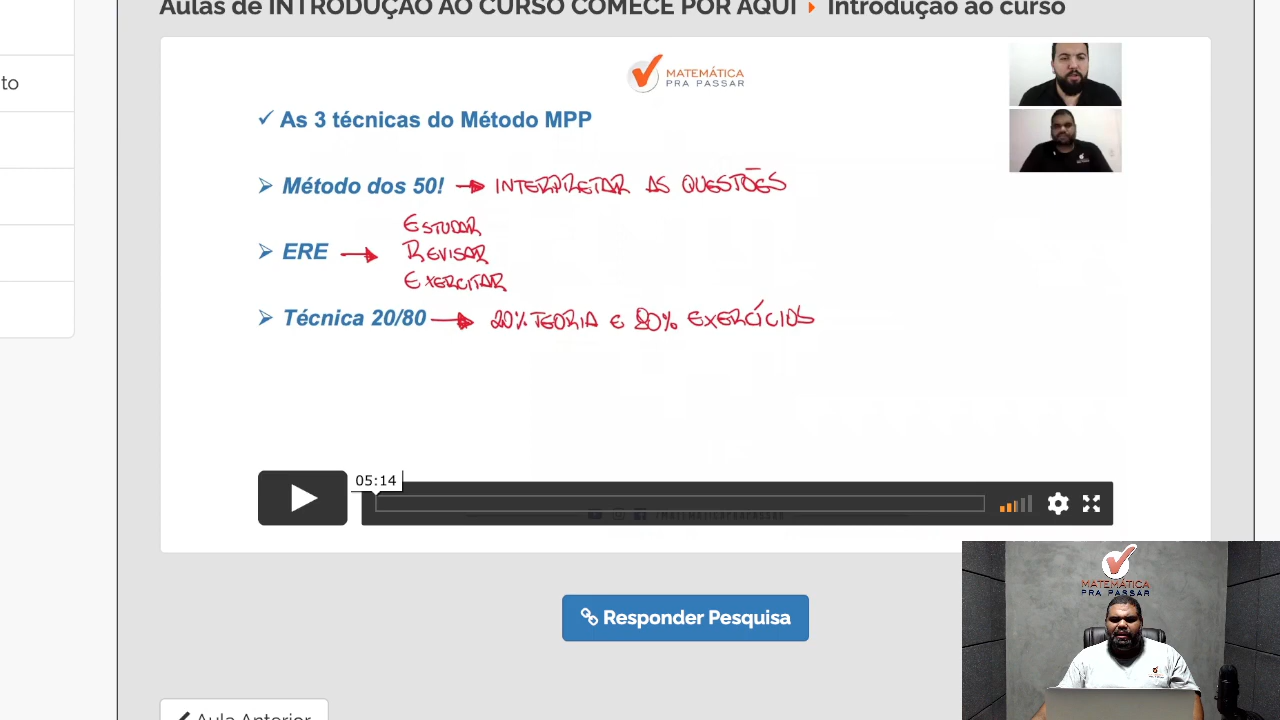 Aulas de INTRODUÇÃO AO CURSO COMECE POR AQUI Introdução ao curso
to
MATEMÁTICA
PRA PASSAR
✓ As 3 técnicas do Método MPP
Método dos 50! → INTERPRETAR AS QUESTÕES
ESTUDAR
ERE → REVISAR
EXERCITAR
Técnica 20/80 → 20% TEORIA E 80% EXERCÍCIOS
05:14
Responder Pesquisa
MATEMÁTICA
PRA PASSAR
Aula Anterior